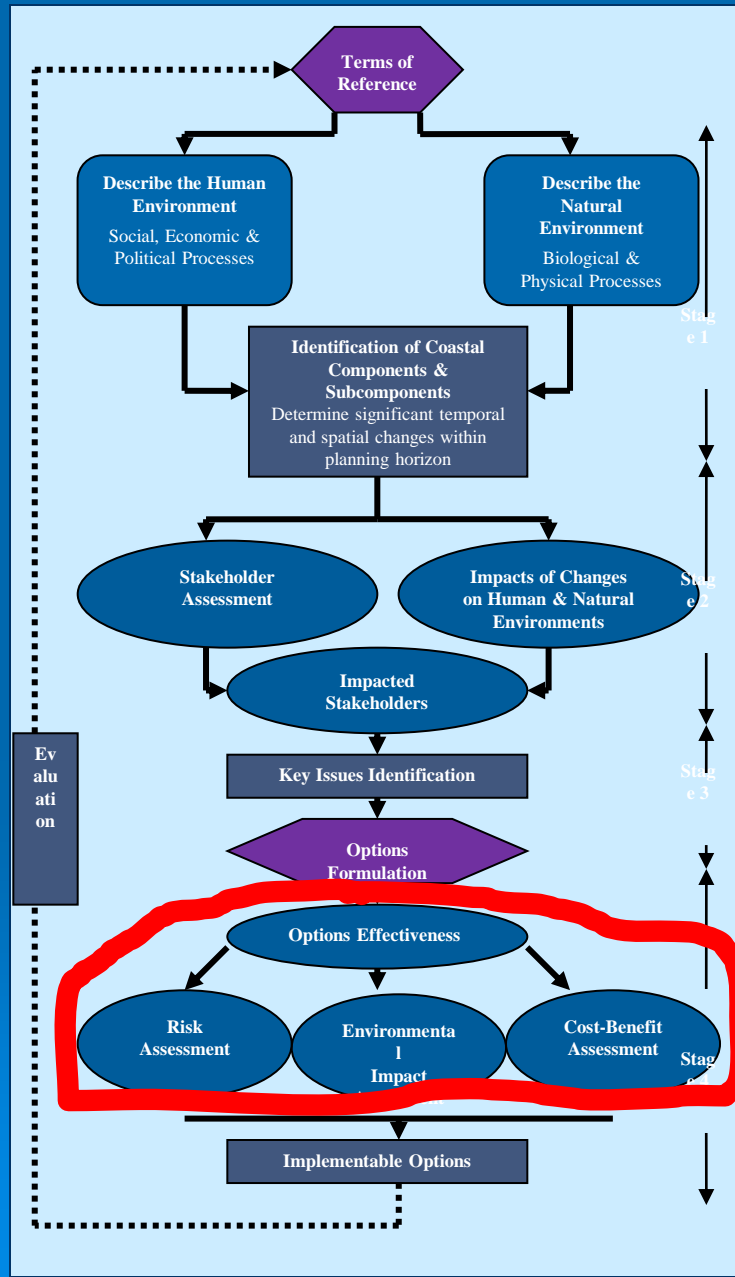 Terms of
Reference
Describe the Human
Environment
Social, Economic &
Political Processes
Describe the
Natural
Environment
Biological &
Physical Processes
Stag
e 1
Identification of Coastal
Components &
Subcomponents
Determine significant temporal
and spatial changes within
planning horizon
Stakeholder
Assessment
Impacts of Changes
on Human & Natural
Environments
Stag
e 2
Impacted
Stakeholders
Ev
alu
ati
on
Key Issues Identification
Stag
e 3
Options
Formulation
Options Effectiveness
Risk
Assessment
Environmenta
l
Impact
Cost-Benefit
Assessment
Stag
Implementable Options